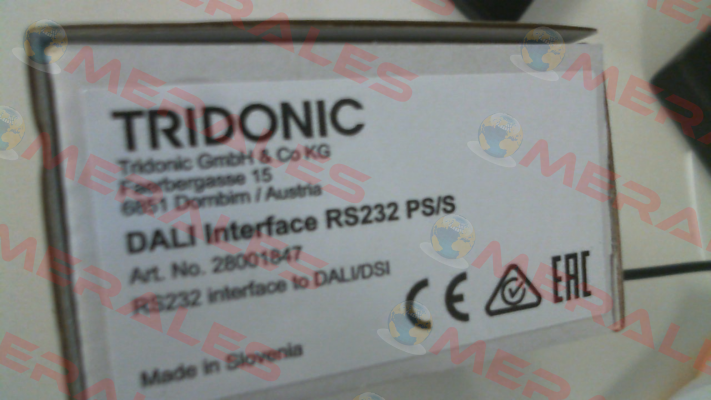 TRIDONIC
Tridonic GmbH & Co KG
Faerbergasse 15
6851 Dornbirn / Austria
DALI Interface RS232 PS/S
Art. No. 28001847
RS232 interface to DALI/DSI
CE
EAC
Made in Slovenia
MERALES
MERALES
MERALES
MERALES
MERALES